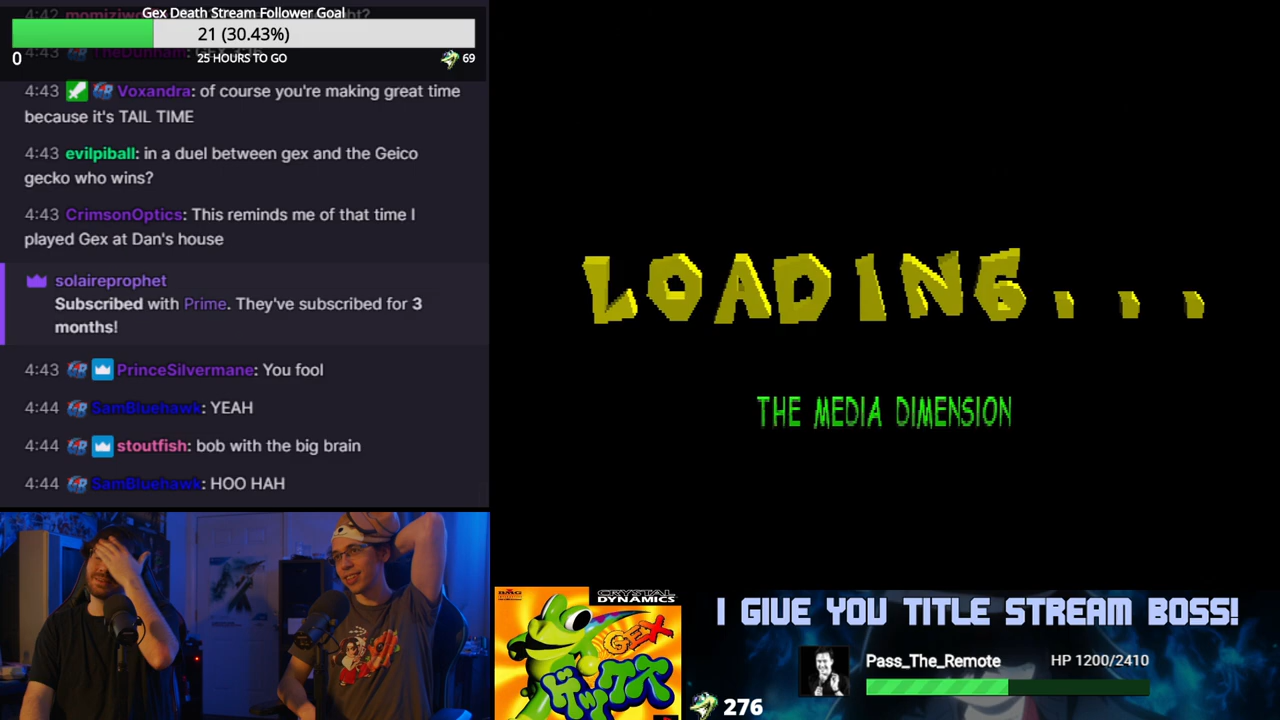 Gex Death Stream Follower Goal
21 (30.43%)
0
25 HOURS TO GO
69
4:43 Voxandra: of course you're making great time
because it's TAIL TIME
4:43 evilpiball: in a duel between gex and the Geico
gecko who wins?
4:43 CrimsonOptics: This reminds me of that time I
played Gex at Dan's house
solaireprophet
Subscribed with Prime. They've subscribed for 3
months!
4:43 PrinceSilvermane: You fool
4:44 SamBluehawk: YEAH
4:44 stoutfish: bob with the big brain
4:44 SamBluehawk: HOO HAH
LOADING...
THE MEDIA DIMENSION
BMG
CRYSTAL
DYNAMICS
GEX
I GIVE YOU TITLE STREAM BOSS!
Pass_The_Remote HP 1200/2410
276